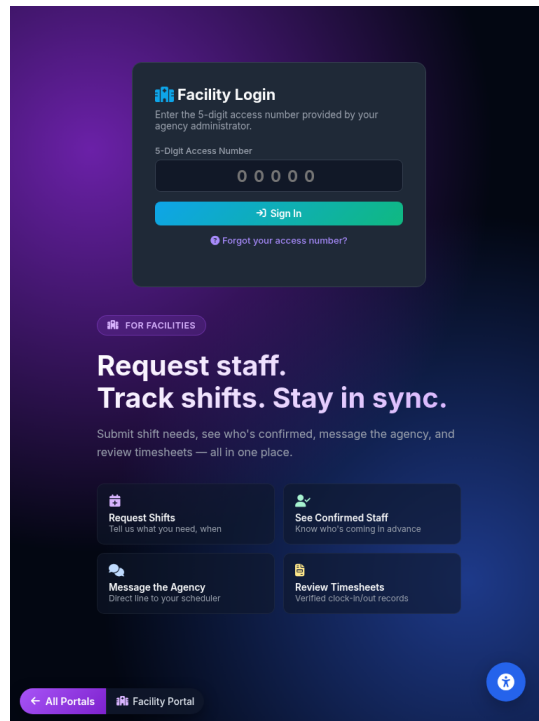 Facility Login
Enter the 5-digit access number provided by your
agency administrator.
5-Digit Access Number
0 0 0 0 0
Sign In
Forgot your access number?
FOR FACILITIES
Request staff.
Track shifts. Stay in sync.
Submit shift needs, see who's confirmed, message the agency, and
review timesheets — all in one place.
Request Shifts
Tell us what you need, when
See Confirmed Staff
Know who's coming in advance
Message the Agency
Direct line to your scheduler
Review Timesheets
Verified clock-in/out records
All Portals
Facility Portal